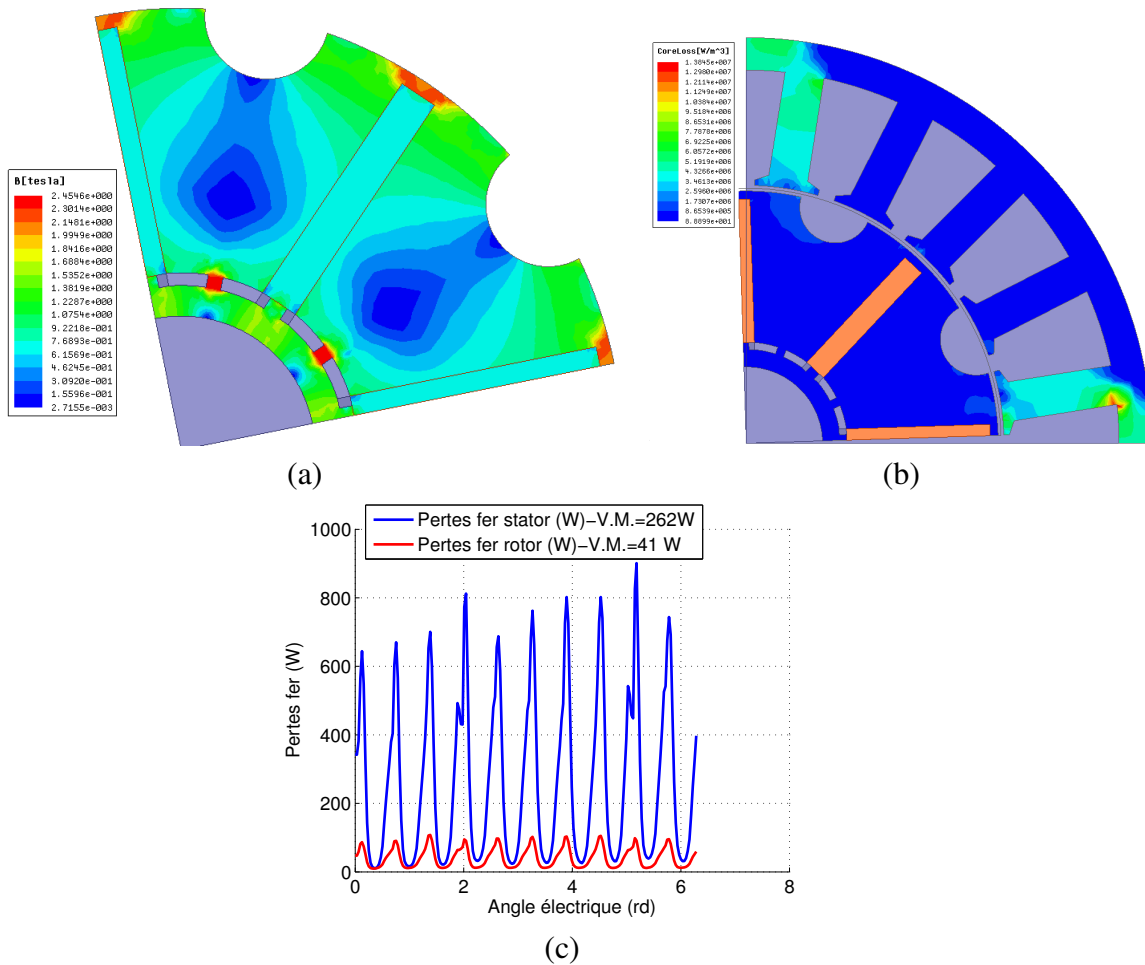 B[tesla]
2.4546e+000
2.3014e+000
2.1481e+000
1.9949e+000
1.8416e+000
1.6884e+000
1.5352e+000
1.3819e+000
1.2287e+000
1.0754e+000
9.2218e-001
7.6893e-001
6.1569e-001
4.6245e-001
3.0920e-001
1.5596e-001
2.7155e-003
(a)
CoreLoss[W/m^3]
1.3845e+007
1.2980e+007
1.2114e+007
1.1249e+007
1.0384e+007
9.5184e+006
8.6531e+006
7.7878e+006
6.9225e+006
6.0572e+006
5.1919e+006
4.3266e+006
3.4613e+006
2.5960e+006
1.7307e+006
8.6539e+005
8.8899e+001
(b)
Pertes fer stator (W)−V.M.=262W
Pertes fer rotor (W)−V.M.=41 W
Pertes fer (W)
1000
800
600
400
200
0
0 2 4 6 8
Angle électrique (rd)
(c)